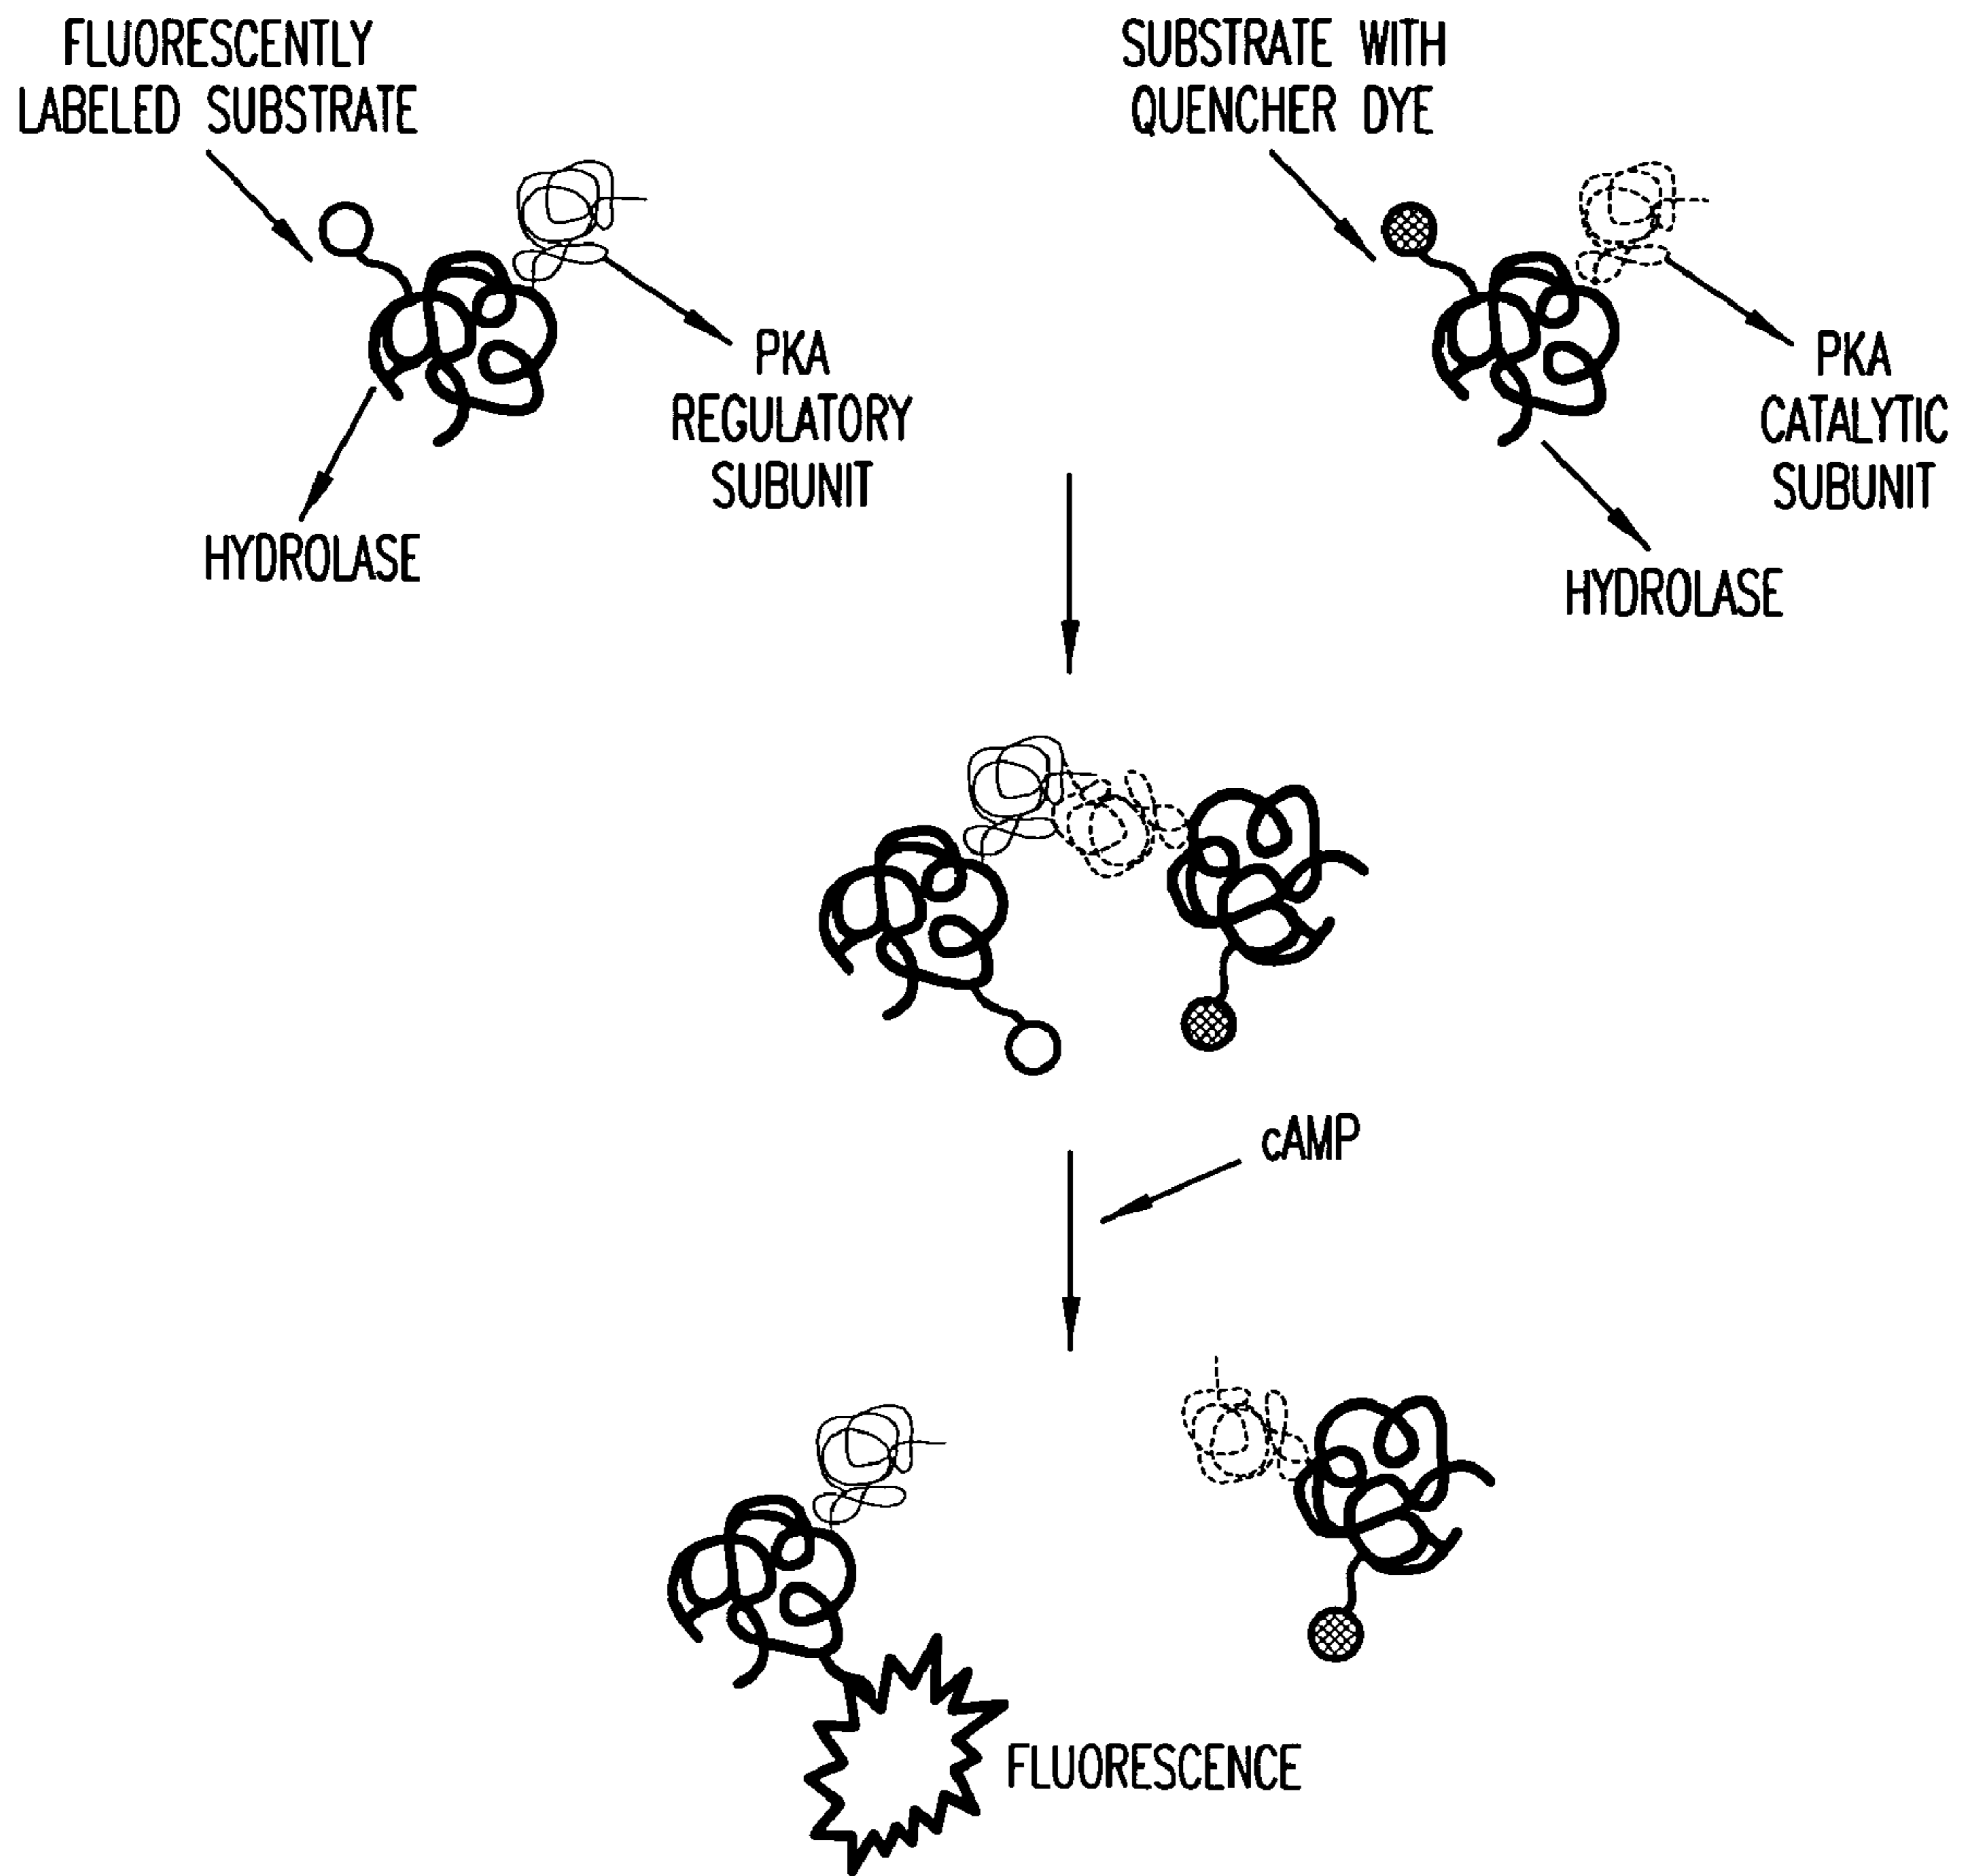 FLUORESCENTLY
LABELED SUBSTRATE
SUBSTRATE WITH
QUENCHER DYE
PKA
REGULATORY
SUBUNIT
HYDROLASE
PKA
CATALYTIC
SUBUNIT
HYDROLASE
cAMP
FLUORESCENCE